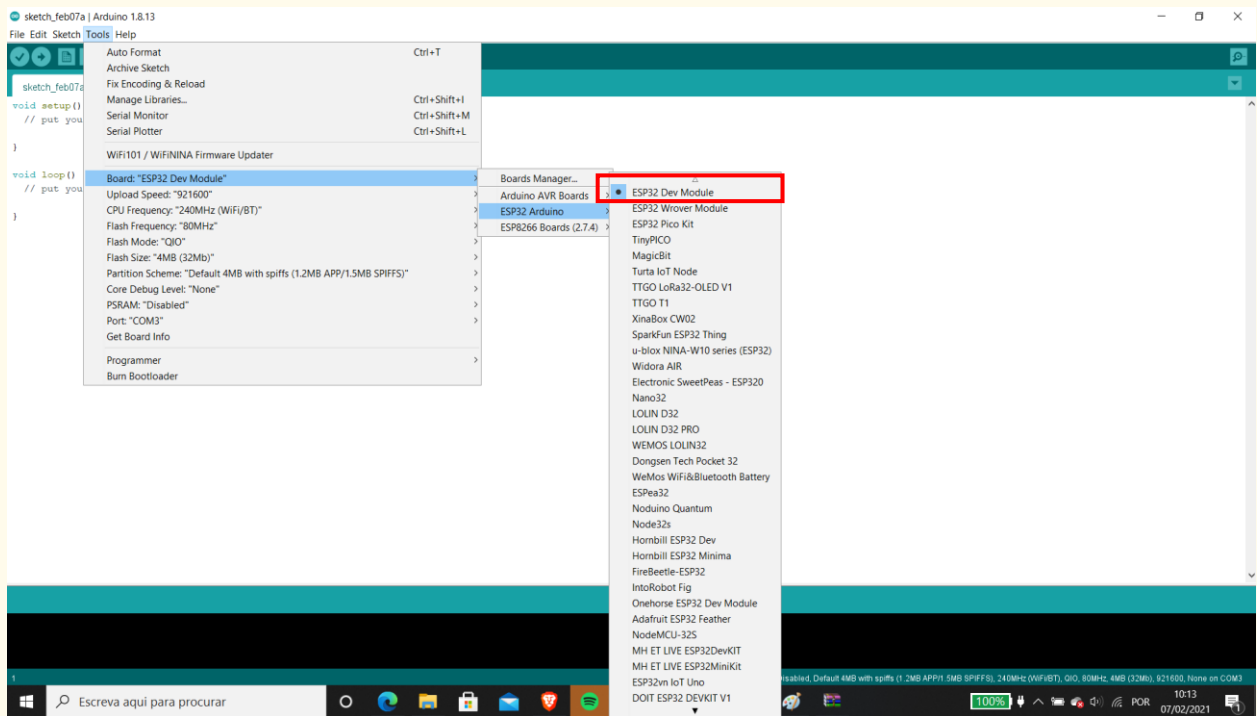 sketch_feb07a | Arduino 1.8.13
File Edit Sketch Tools Help
sketch_feb07a
void setup()
// put you
}
void loop()
// put you
}
Auto Format Ctrl+T
Archive Sketch
Fix Encoding & Reload
Manage Libraries... Ctrl+Shift+I
Serial Monitor Ctrl+Shift+M
Serial Plotter Ctrl+Shift+L
WiFi101 / WiFiNINA Firmware Updater
Board: "ESP32 Dev Module"
Upload Speed: "921600"
CPU Frequency: "240MHz (WiFi/BT)"
Flash Frequency: "80MHz"
Flash Mode: "QIO"
Flash Size: "4MB (32Mb)"
Partition Scheme: "Default 4MB with spiffs (1.2MB APP/1.5MB SPIFFS)"
Core Debug Level: "None"
PSRAM: "Disabled"
Port: "COM3"
Get Board Info
Programmer
Burn Bootloader
Boards Manager...
Arduino AVR Boards
ESP32 Arduino
ESP8266 Boards (2.7.4)
ESP32 Dev Module
ESP32 Wrover Module
ESP32 Pico Kit
TinyPICO
MagicBit
Turta IoT Node
TTGO LoRa32-OLED V1
TTGO T1
XinaBox CW02
SparkFun ESP32 Thing
u-blox NINA-W10 series (ESP32)
Widora AIR
Electronic SweetPeas - ESP320
Nano32
LOLIN D32
LOLIN D32 PRO
WEMOS LOLIN32
Dongsen Tech Pocket 32
WeMos WiFi&Bluetooth Battery
ESPea32
Noduino Quantum
Node32s
Hornbill ESP32 Dev
Hornbill ESP32 Minima
FireBeetle-ESP32
IntoRobot Fig
Onehorse ESP32 Dev Module
Adafruit ESP32 Feather
NodeMCU-32S
MH ET LIVE ESP32DevKIT
MH ET LIVE ESP32MiniKit
ESP32vn IoT Uno
DOIT ESP32 DEVKIT V1
1
isabled, Default 4MB with spiffs (1.2MB APP/1.5MB SPIFFS), 240MHz (WiFi/BT), QIO, 80MHz, 4MB (32Mb), 921600, None on COM3
Escreva aqui para procurar
100%
POR
10:13
07/02/2021
1